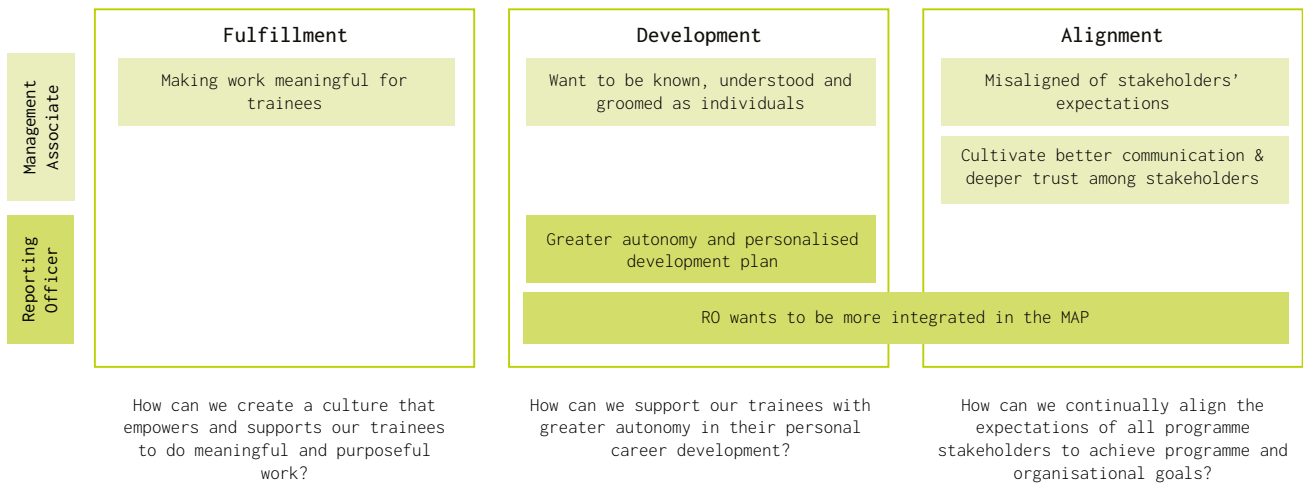 Fulfillment
Development
Alignment
Management
Associate
Making work meaningful for
trainees
Want to be known, understood and
groomed as individuals
Misaligned of stakeholders’
expectations
Cultivate better communication &
deeper trust among stakeholders
Reporting
Officer
Greater autonomy and personalised
development plan
RO wants to be more integrated in the MAP
How can we create a culture that
empowers and supports our trainees
to do meaningful and purposeful
work?
How can we support our trainees with
greater autonomy in their personal
career development?
How can we continually align the
expectations of all programme
stakeholders to achieve programme and
organisational goals?